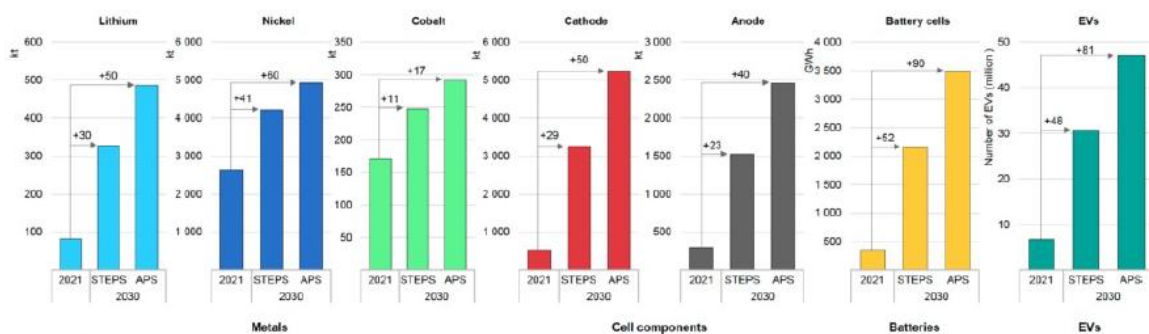 Lithium
kt
600
500
400
300
200
100
+50
+30
2021 STEPS APS
2030
Nickel
kt
6 000
5 000
4 000
3 000
2 000
1 000
+60
+41
2021 STEPS APS
2030
Cobalt
kt
350
300
250
200
150
100
50
+17
+11
2021 STEPS APS
2030
Cathode
kt
6 000
5 000
4 000
3 000
2 000
1 000
+50
+29
2021 STEPS APS
2030
Anode
kt
3 000
2 500
2 000
1 500
1 000
500
+40
+23
2021 STEPS APS
2030
Battery cells
GWh
4 000
3 500
3 000
2 500
2 000
1 500
1 000
500
+90
+52
2021 STEPS APS
2030
EVs
Number of EVs (million )
50
40
30
20
10
+81
+48
2021 STEPS APS
2030
Metals
Cell components
Batteries
EVs